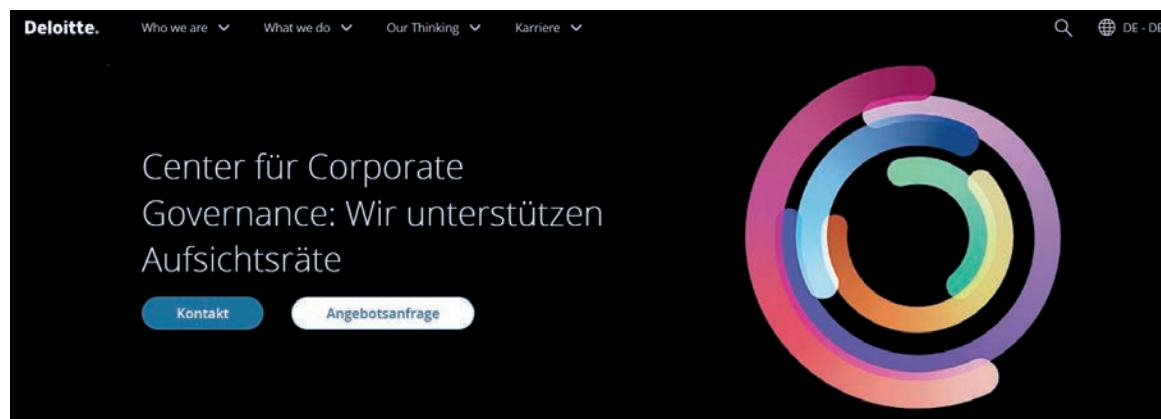 Deloitte. Who we are What we do Our Thinking Karriere DE - DE
Center für Corporate
Governance: Wir unterstützen
Aufsichtsräte
Kontakt Angebotsanfrage